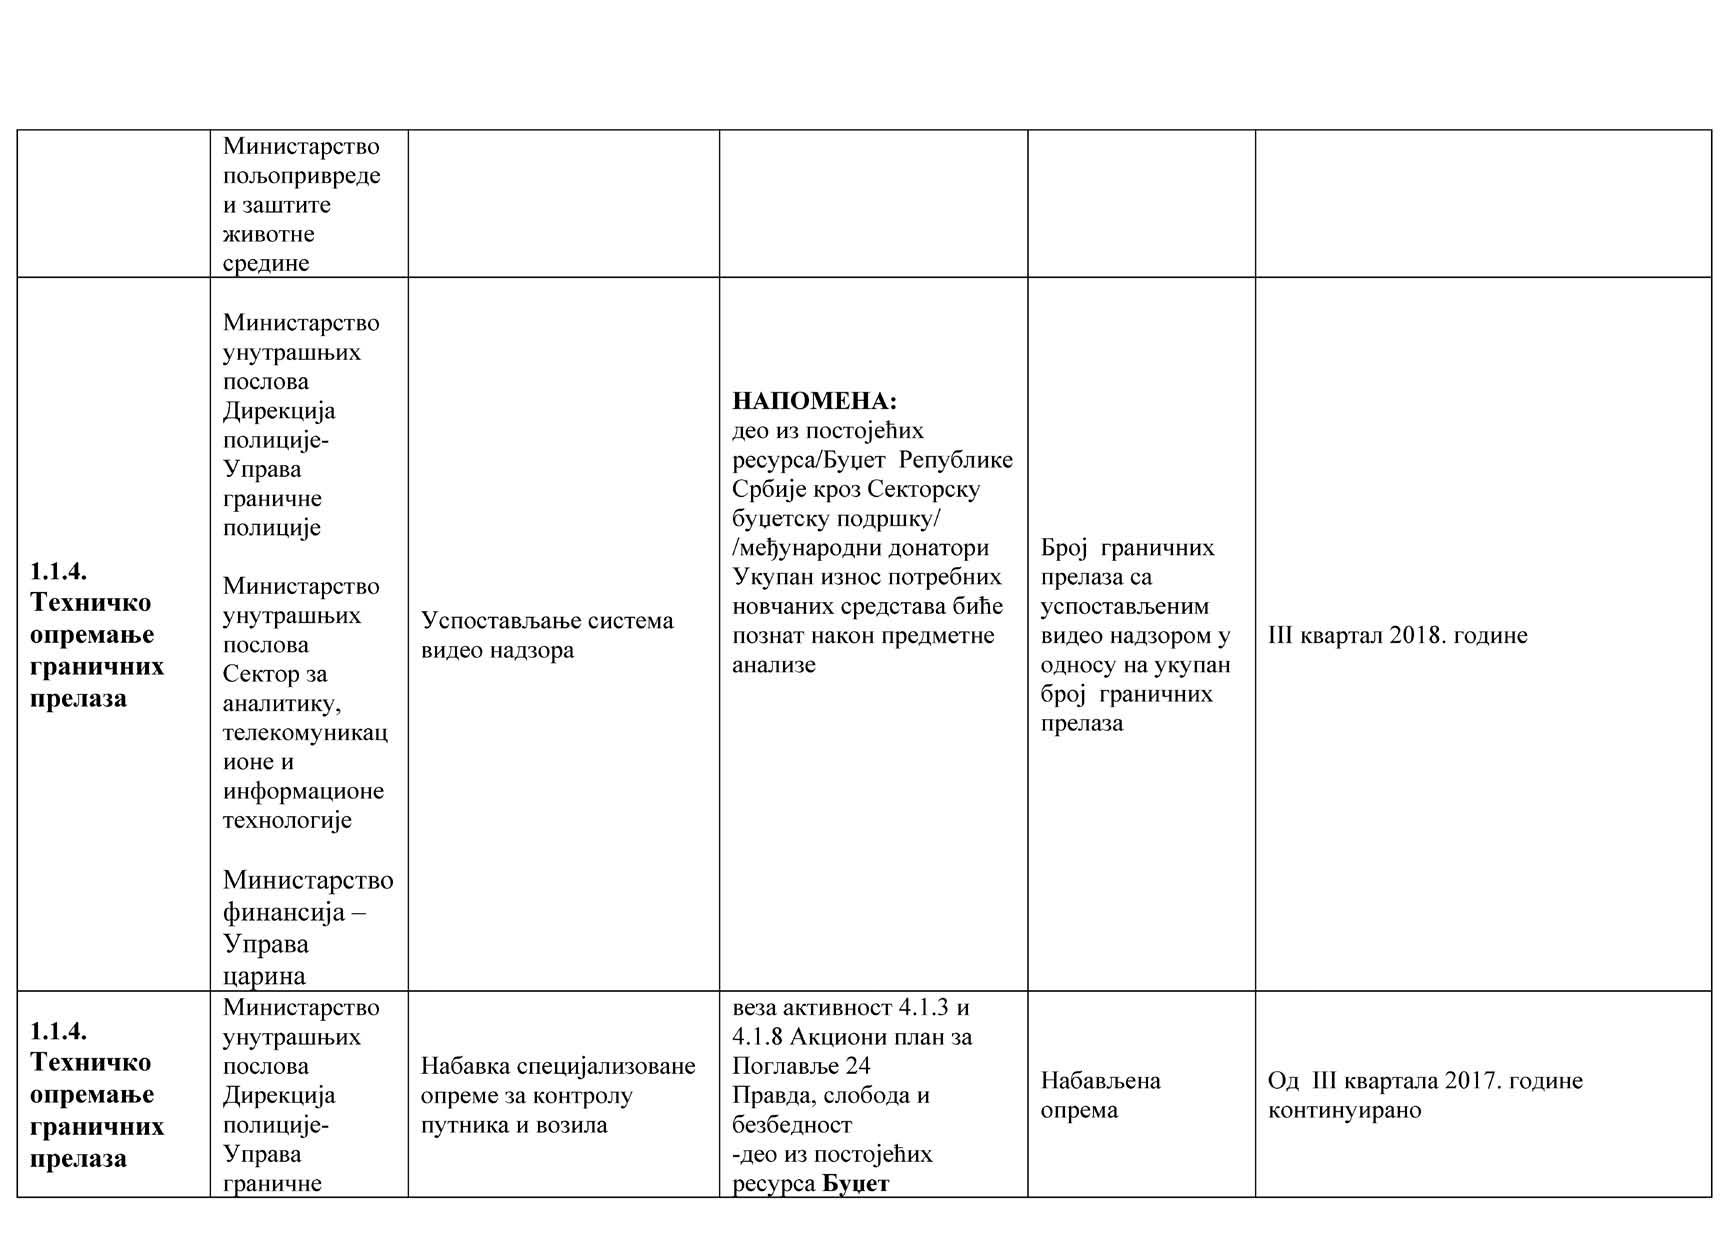 Министарство
пољопривреде
и заштите
животне
средине
1.1.4.
Техничко
опремање
граничних
прелаза
Министарство
унутрашњих
послова
Дирекција
полиције-
Управа
граничне
полиције
Министарство
унутрашњих
послова
Сектор за
аналитику,
телекомуникац
ионе и
информационе
технологије
Министарство
финансија –
Управа
царина
Успостављање система
видео надзора
НАПОМЕНА:
део из постојећих
ресурса/Буџет  Републике
Србије кроз Секторску
буџетску подршку/
/међународни донатори
Укупан износ потребних
новчаних средстава биће
познат након предметне
анализе
Број  граничних
прелаза са
успостављеним
видео надзором у
односу на укупан
број  граничних
прелаза
III квартал 2018. године
1.1.4.
Техничко
опремање
граничних
прелаза
Министарство
унутрашњих
послова
Дирекција
полиције-
Управа
граничне
Набавка специјализоване
опреме за контролу
путника и возила
веза активност 4.1.3 и
4.1.8 Акциони план за
Поглавље 24
Правда, слобода и
безбедност
-део из постојећих
ресурса Буџет
Набављена
опрема
Од  III квартала 2017. године
континуирано